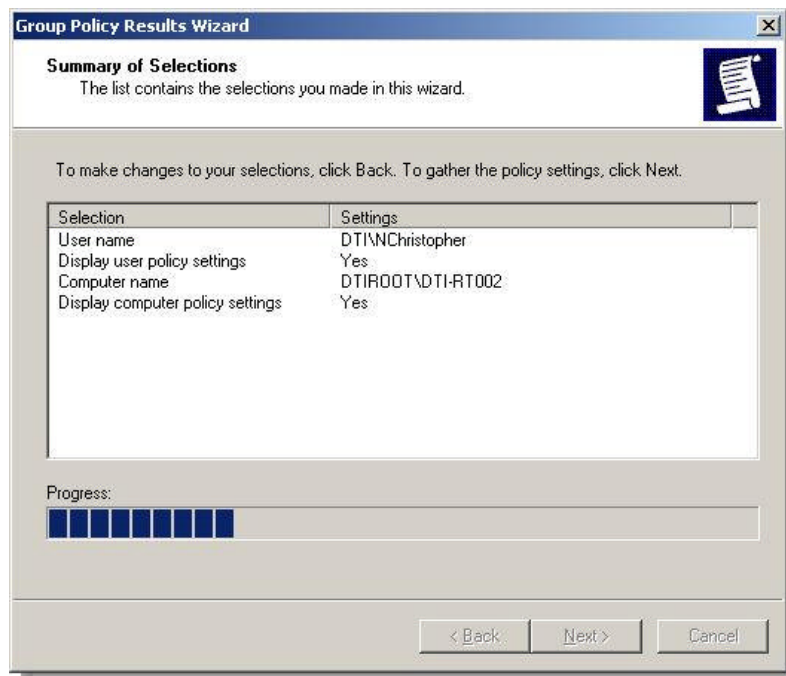 Group Policy Results Wizard
Summary of Selections
The list contains the selections you made in this wizard.
To make changes to your selections, click Back. To gather the policy settings, click Next.
Selection Settings
User name DTI\NChristopher
Display user policy settings Yes
Computer name DTIROOT\DTI-RT002
Display computer policy settings Yes
Progress:
< Back Next > Cancel